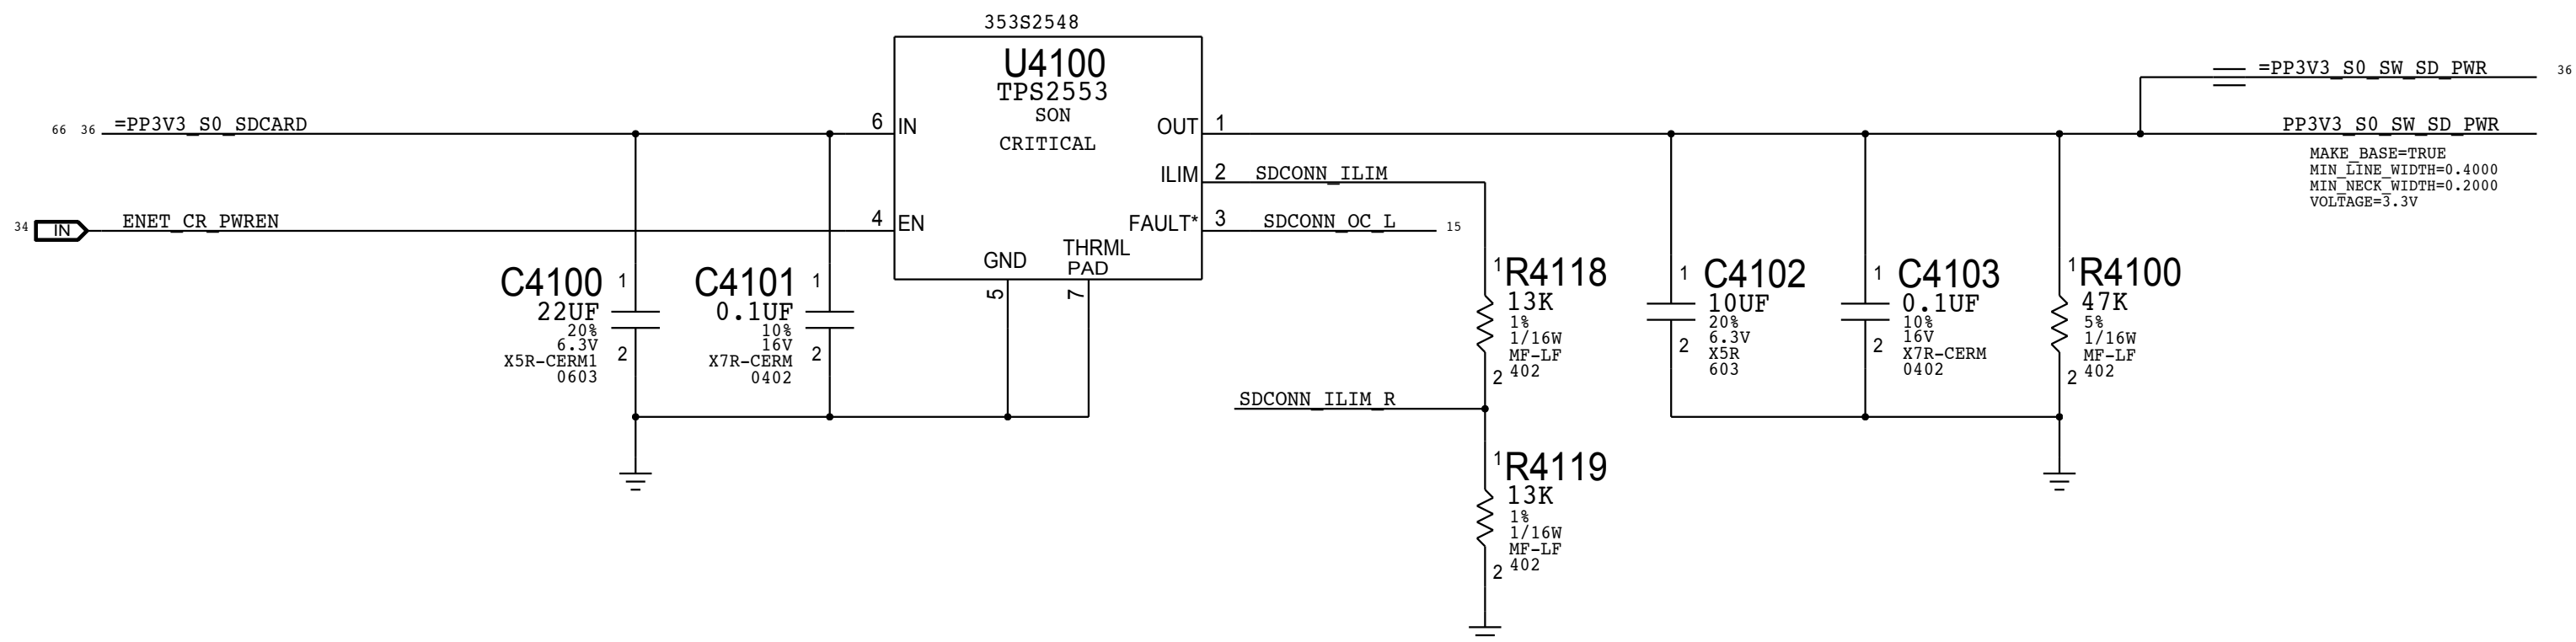 353S2548
U4100
TPS2553
SON
CRITICAL
66 36 =PP3V3_S0_SDCARD
6 IN
OUT 1
ILIM 2 SDCONN_ILIM
34 IN ENET_CR_PWREN
4 EN
FAULT* 3 SDCONN_OC_L 15
GND
THRML
PAD
5
7
=PP3V3_S0_SW_SD_PWR 36
PP3V3_S0_SW_SD_PWR
MAKE_BASE=TRUE
MIN_LINE_WIDTH=0.4000
MIN_NECK_WIDTH=0.2000
VOLTAGE=3.3V
C4100 1
22UF
20%
6.3V
2
X5R-CERM1
0603
C4101 1
0.1UF
10%
16V
2
X7R-CERM
0402
1 R4118
13K
1%
1/16W
MF-LF
402
2
1 C4102
10UF
20%
6.3V
2
X5R
603
1 C4103
0.1UF
10%
16V
2
X7R-CERM
0402
1 R4100
47K
5%
1/16W
MF-LF
402
2
SDCONN_ILIM_R
1 R4119
13K
1%
1/16W
MF-LF
402
2